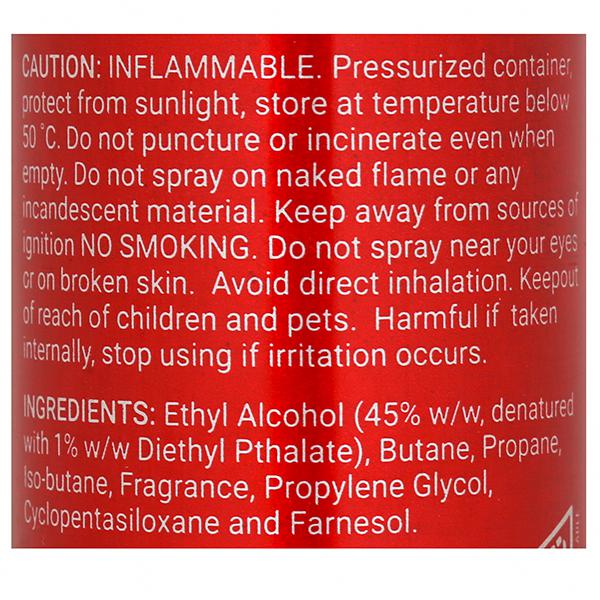 CAUTION: INFLAMMABLE. Pressurized container,
protect from sunlight, store at temperature below
50 °C. Do not puncture or incinerate even when
empty. Do not spray on naked flame or any
incandescent material. Keep away from sources of
ignition NO SMOKING. Do not spray near your eyes
or on broken skin. Avoid direct inhalation. Keepout
of reach of children and pets. Harmful if taken
internally, stop using if irritation occurs.
INGREDIENTS: Ethyl Alcohol (45% w/w, denatured
with 1% w/w Diethyl Pthalate), Butane, Propane,
Iso-butane, Fragrance, Propylene Glycol,
Cyclopentasiloxane and Farnesol.